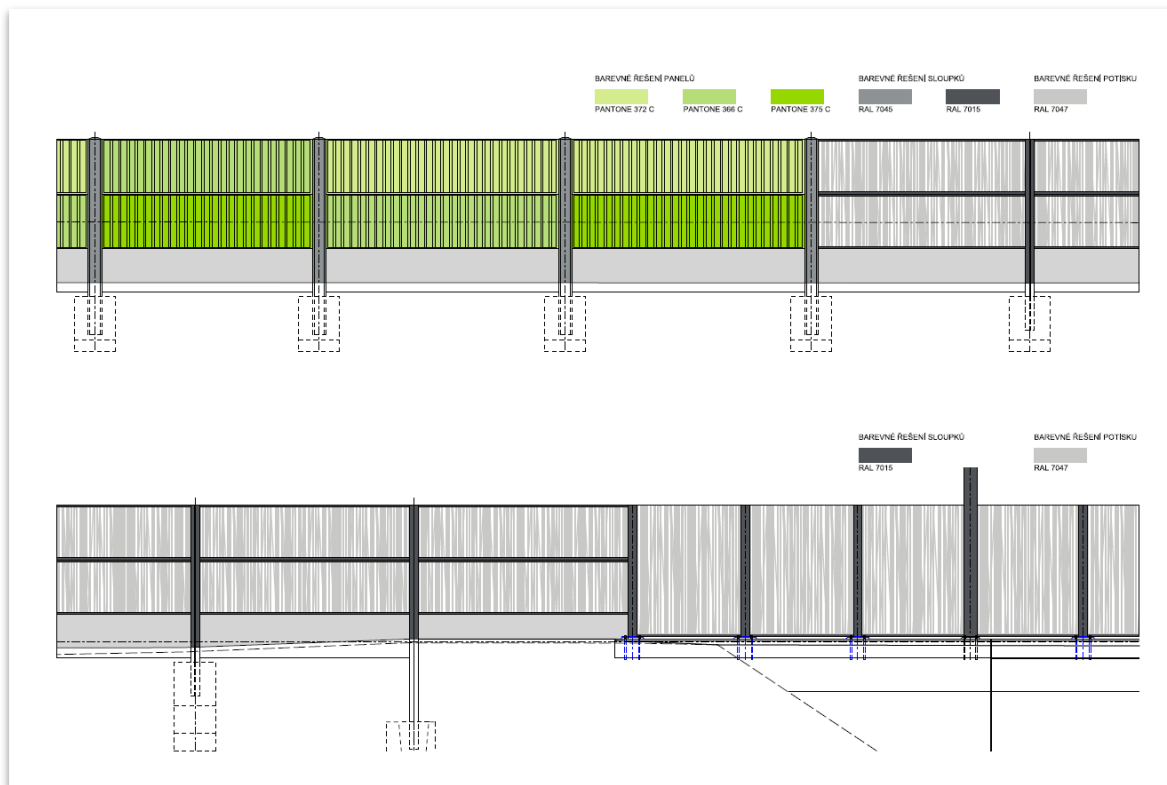 BAREVNÉ ŘEŠENÍ PANELŮ
BAREVNÉ ŘEŠENÍ SLOUPKŮ
BAREVNÉ ŘEŠENÍ POTISKU
PANTONE 372 C
PANTONE 366 C
PANTONE 375 C
RAL 7045
RAL 7015
RAL 7047
BAREVNÉ ŘEŠENÍ SLOUPKŮ
BAREVNÉ ŘEŠENÍ POTISKU
RAL 7015
RAL 7047